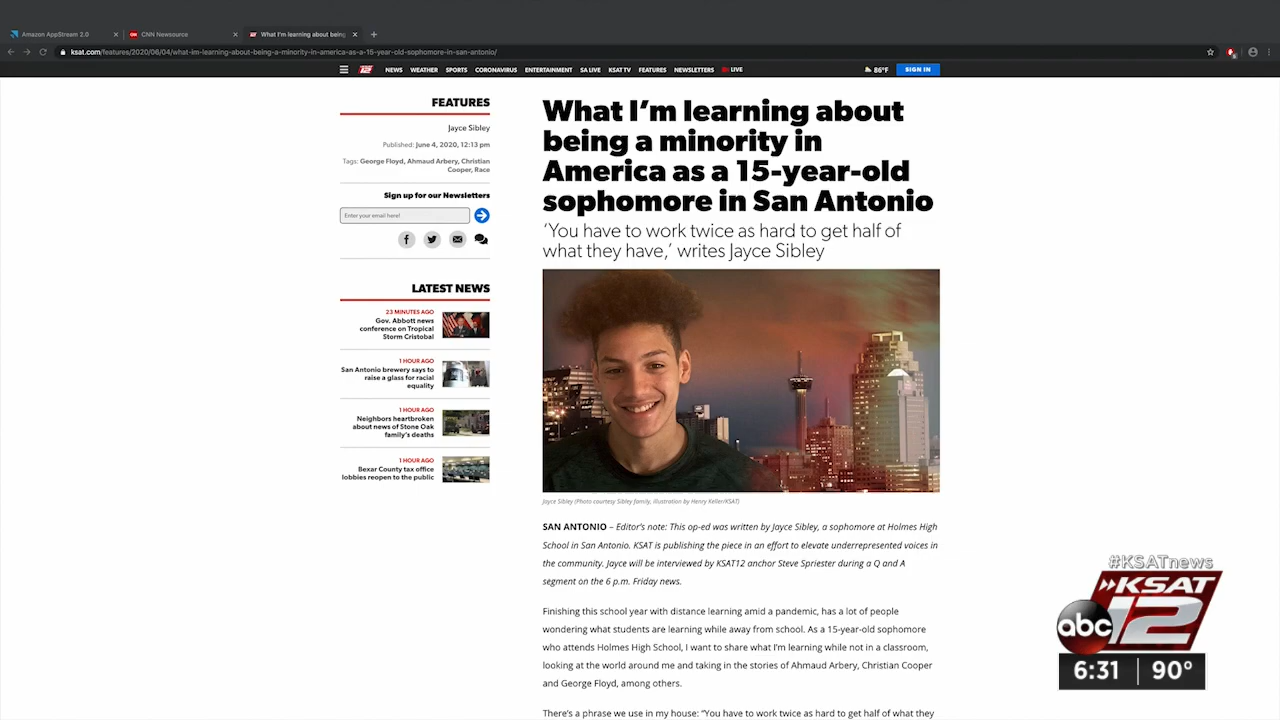 Amazon AppStream 2.0
CNN Newsource
What I'm learning about being
ksat.com/features/2020/06/04/what-im-learning-about-being-a-minority-in-america-as-a-15-year-old-sophomore-in-san-antonio/
NEWS WEATHER SPORTS CORONAVIRUS ENTERTAINMENT SA LIVE KSAT TV FEATURES NEWSLETTERS LIVE
86°F SIGN IN
FEATURES
Jayce Sibley
Published: June 4, 2020, 12:13 pm
Tags: George Floyd, Ahmaud Arbery, Christian
Cooper, Race
Sign up for our Newsletters
Enter your email here!
LATEST NEWS
23 MINUTES AGO
Gov. Abbott news
conference on Tropical
Storm Cristobal
1 HOUR AGO
San Antonio brewery says to
raise a glass for racial
equality
1 HOUR AGO
Neighbors heartbroken
about news of Stone Oak
family's deaths
1 HOUR AGO
Bexar County tax office
lobbies reopen to the public
What I'm learning about
being a minority in
America as a 15-year-old
sophomore in San Antonio
'You have to work twice as hard to get half of
what they have,' writes Jayce Sibley
Jayce Sibley (Photo courtesy Sibley family, illustration by Henry Keller/KSAT)
SAN ANTONIO – Editor's note: This op-ed was written by Jayce Sibley, a sophomore at Holmes High
School in San Antonio. KSAT is publishing the piece in an effort to elevate underrepresented voices in
the community. Jayce will be interviewed by KSAT12 anchor Steve Spriester during a Q and A
segment on the 6 p.m. Friday news.
Finishing this school year with distance learning amid a pandemic, has a lot of people
wondering what students are learning while away from school. As a 15-year-old sophomore
who attends Holmes High School, I want to share what I'm learning while not in a classroom,
looking at the world around me and taking in the stories of Ahmaud Arbery, Christian Cooper
and George Floyd, among others.
There's a phrase we use in my house: "You have to work twice as hard to get half of what they
#KSATnews
KSAT
abc 12
6:31 90°